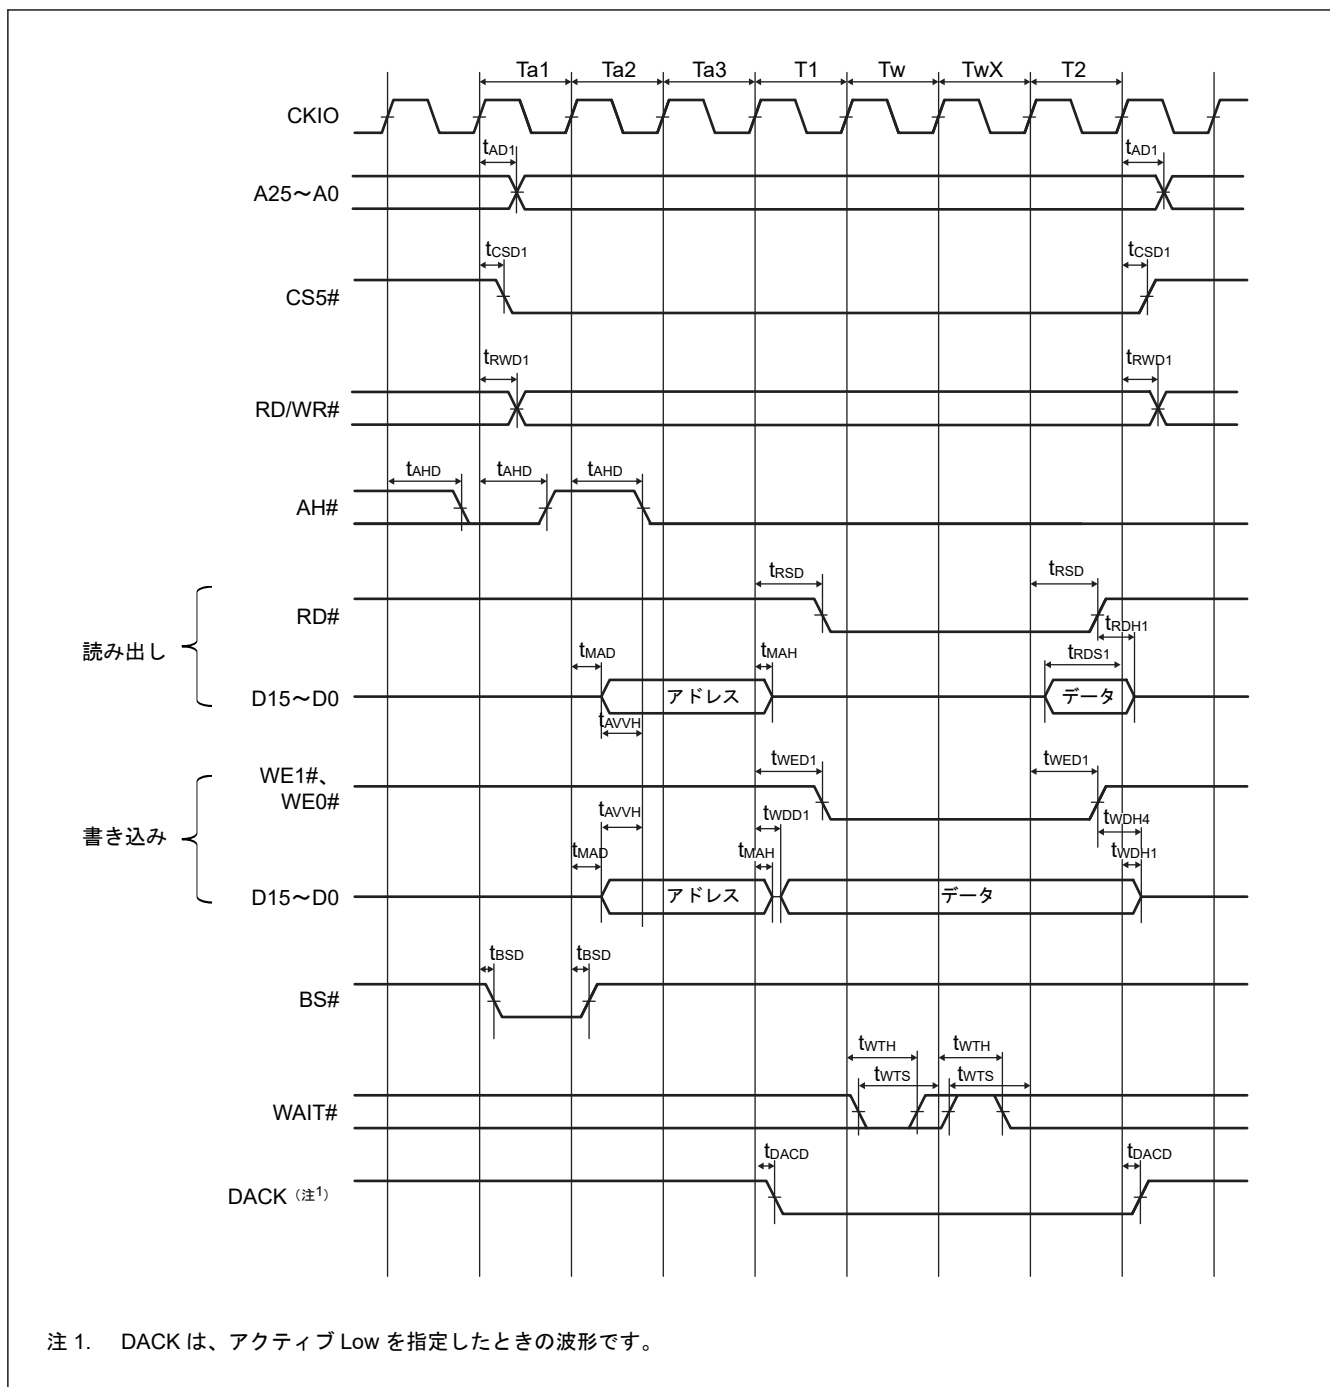 Ta1 Ta2 Ta3 T1 Tw TwX T2
CKIO
tAD1 tAD1
A25～A0
tCSD1 tCSD1
CS5#
tRWD1 tRWD1
RD/WR#
tAHD tAHD tAHD
AH#
tRSD tRSD
RD#
tRDH1
読み出し
tMAD tMAH tRDS1
D15～D0 アドレス データ
tAVVH
tWED1 tWED1
WE1#、
WE0#
tAVVH tWDD1 tWDH4
書き込み
tMAD tMAH tWDH1
D15～D0 アドレス データ
tBSD tBSD
BS#
tWTH tWTH
tWTS tWTS
WAIT#
tDACD tDACD
DACK（注1）
注 1. DACK は、アクティブ Low を指定したときの波形です。